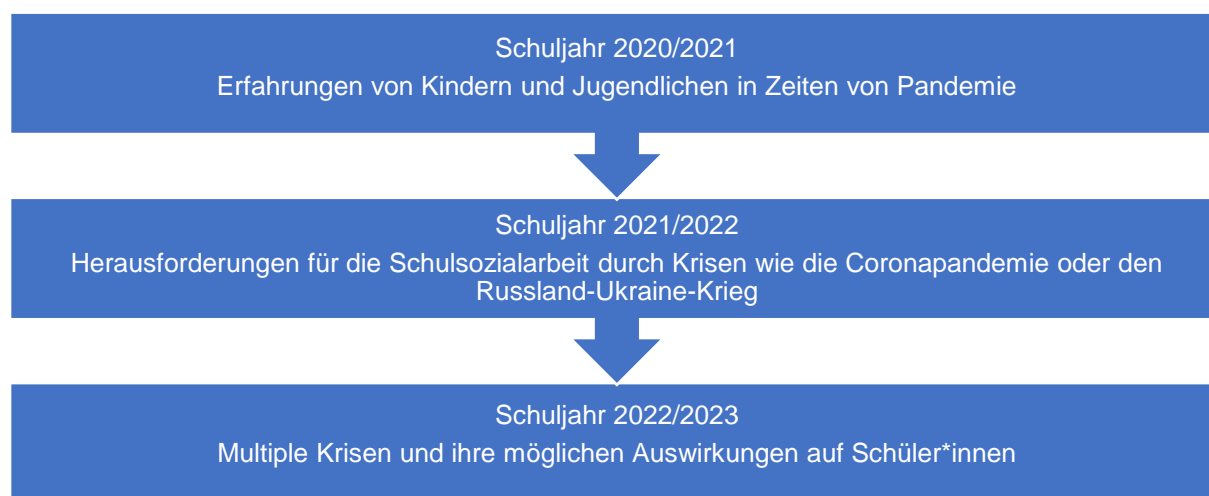 Schuljahr 2020/2021
Erfahrungen von Kindern und Jugendlichen in Zeiten von Pandemie
Schuljahr 2021/2022
Herausforderungen für die Schulsozialarbeit durch Krisen wie die Coronapandemie oder den
Russland-Ukraine-Krieg
Schuljahr 2022/2023
Multiple Krisen und ihre möglichen Auswirkungen auf Schüler*innen